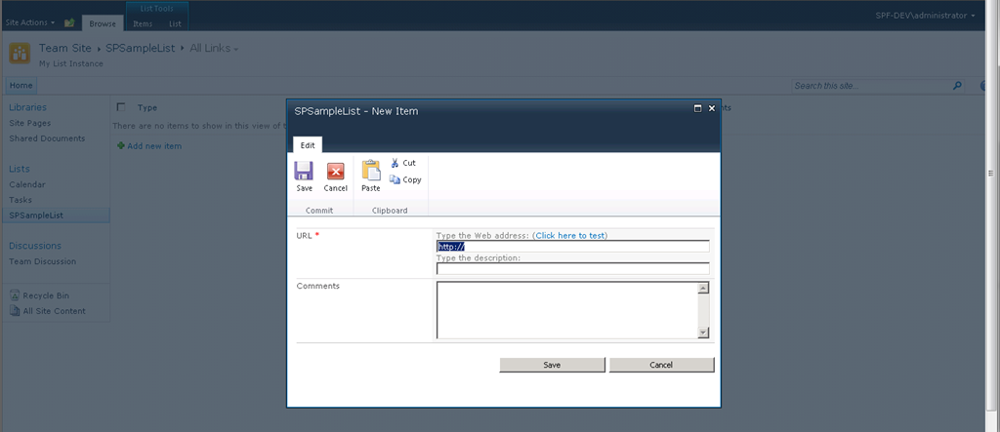 List Tools
Site Actions
Browse
Items
List
SPF-DEV\administrator
Team Site
SPSampleList
All Links
My List Instance
Home
Search this site...
Libraries
Site Pages
Shared Documents
Lists
Calendar
Tasks
SPSampleList
Discussions
Team Discussion
Recycle Bin
All Site Content
Type
There are no items to show in this view of t
Add new item
SPSampleList - New Item
Edit
Save
Cancel
Paste
Cut
Copy
Commit
Clipboard
URL *
Type the Web address: (Click here to test)
http://
Type the description:
Comments
Save
Cancel